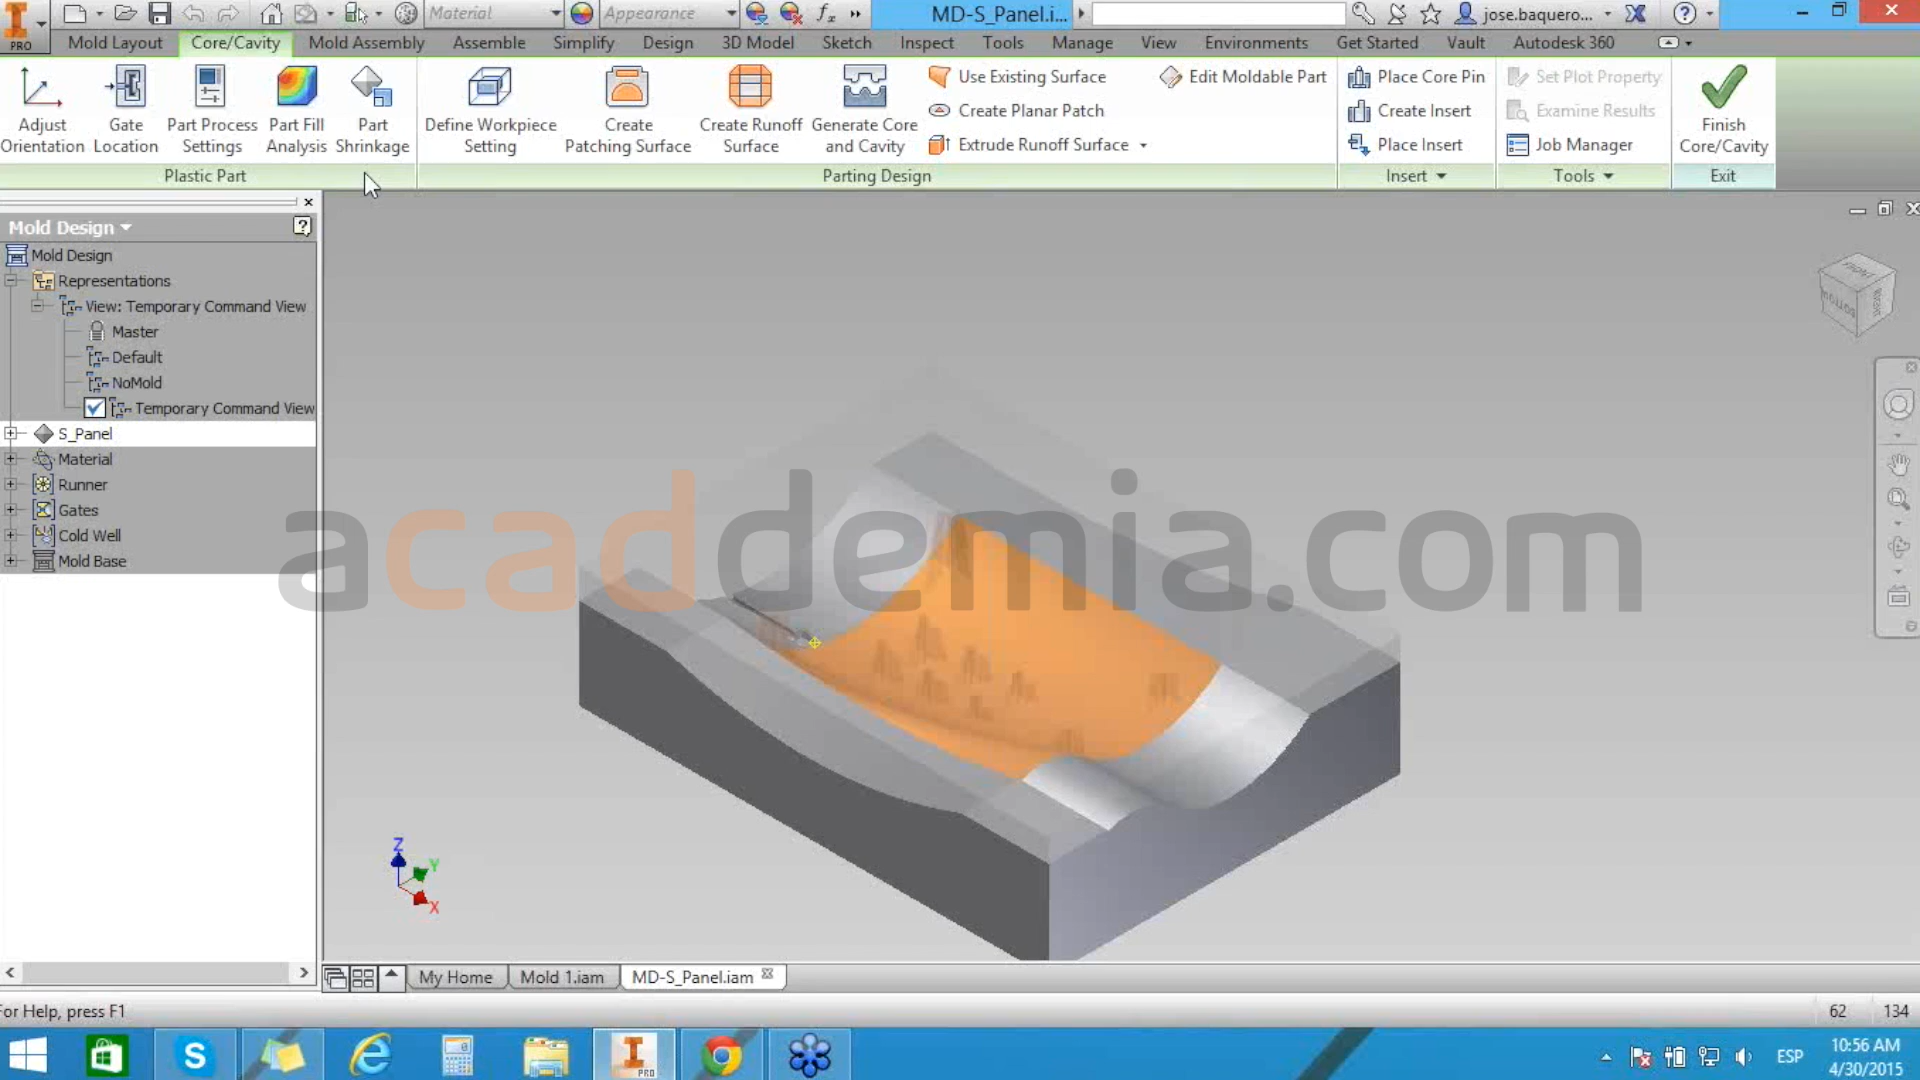 Material
Appearance
MD-S_Panel.i...
jose.baquero...
PRO
Mold Layout
Core/Cavity
Mold Assembly
Assemble
Simplify
Design
3D Model
Sketch
Inspect
Tools
Manage
View
Environments
Get Started
Vault
Autodesk 360
Adjust
Orientation
Gate
Location
Part Process
Settings
Part Fill
Analysis
Part
Shrinkage
Define Workpiece
Setting
Create
Patching Surface
Create Runoff
Surface
Generate Core
and Cavity
Use Existing Surface
Create Planar Patch
Extrude Runoff Surface
Edit Moldable Part
Place Core Pin
Create Insert
Place Insert
Set Plot Property
Examine Results
Job Manager
Finish
Core/Cavity
Plastic Part
Parting Design
Insert
Tools
Exit
Mold Design
Mold Design
Representations
View: Temporary Command View
Master
Default
NoMold
Temporary Command View
S_Panel
Material
Runner
Gates
Cold Well
Mold Base
acaddemia.com
FRONT
BOTTOM
RIGHT
Z
Y
X
My Home
Mold 1.iam
MD-S_Panel.iam
For Help, press F1
62
134
ESP
10:56 AM
4/30/2015